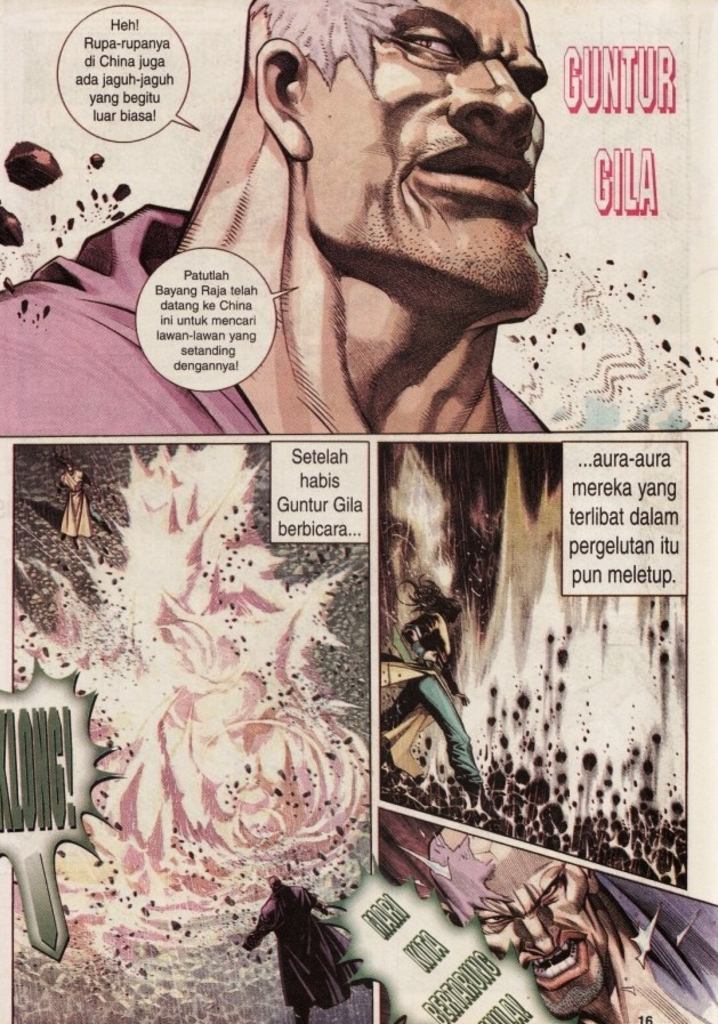 Heh!
Rupa-rupanya
di China juga
ada jaguh-jaguh
yang begitu
luar biasa!
GUNTUR
GILA
Patutlah
Bayang Raja telah
datang ke China
ini untuk mencari
lawan-lawan yang
setanding
dengannya!
Setelah
habis
Guntur Gila
berbicara...
...aura-aura
mereka yang
terlibat dalam
pergelutan itu
pun meletup.
KLONG!
MARI
KITA
BERTARUNG
16